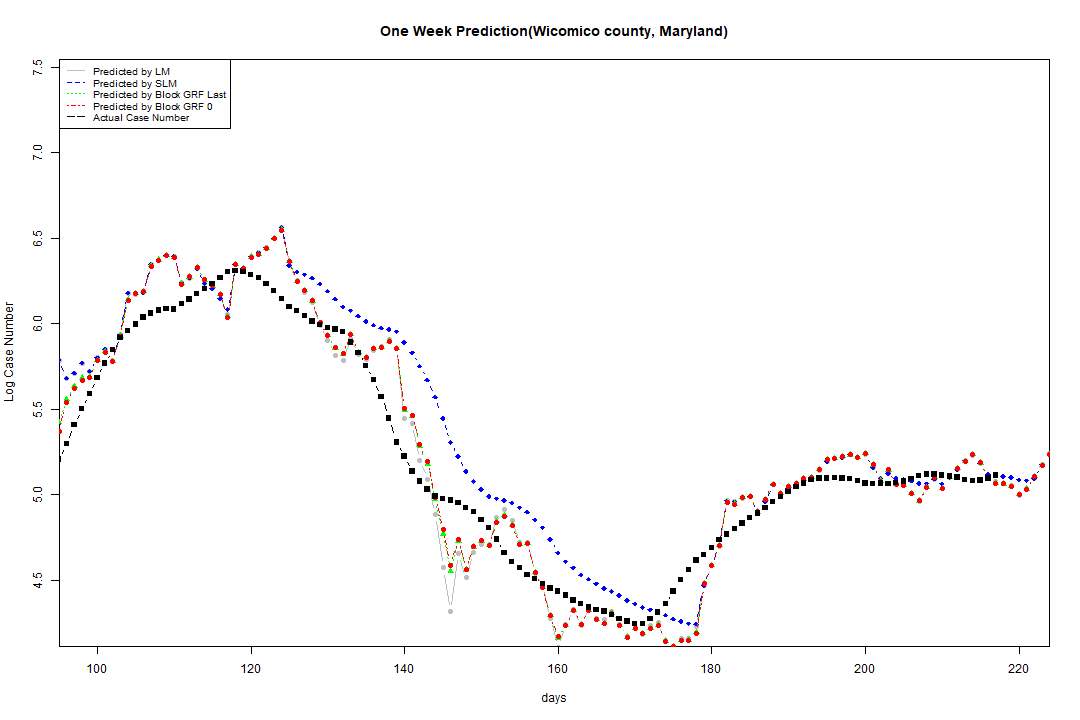 One Week Prediction(Wicomico county, Maryland)
Predicted by LM
Predicted by SLM
Predicted by Block GRF Last
Predicted by Block GRF 0
Actual Case Number
7.5
7.0
6.5
6.0
5.5
5.0
4.5
Log Case Number
100 120 140 160 180 200 220
days